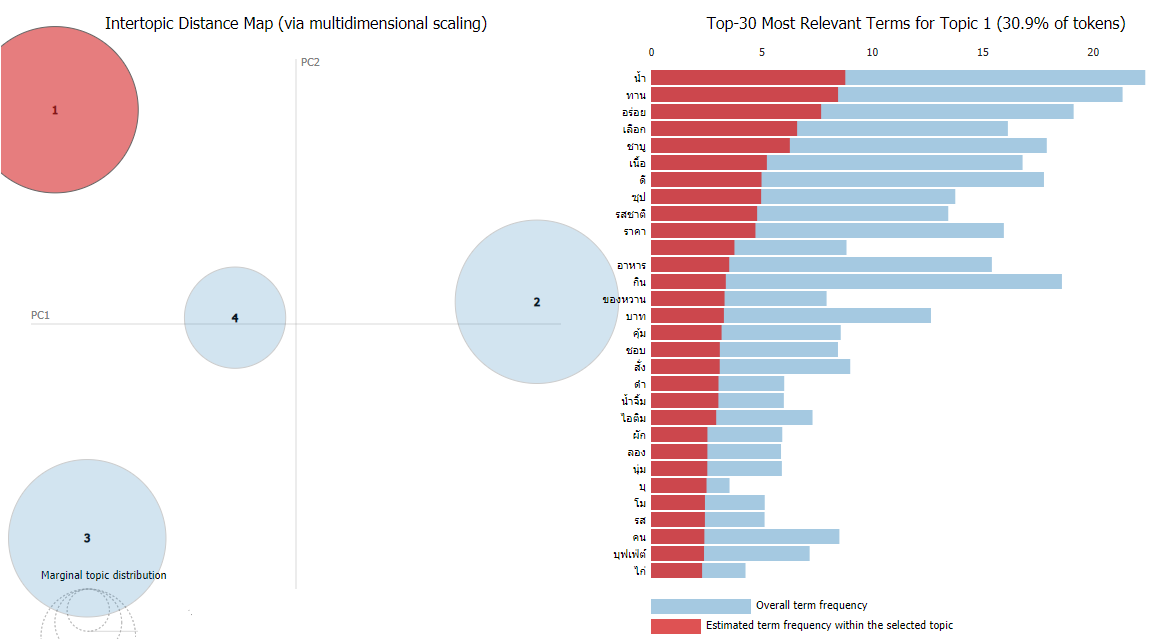 Intertopic Distance Map (via multidimensional scaling)
PC2
PC1
1
2
4
3
Marginal topic distribution
Top-30 Most Relevant Terms for Topic 1 (30.9% of tokens)
0 5 10 15 20
น้ำ
ทาน
อร่อย
เลือก
ชาบู
เนื้อ
ดี
ซุป
รสชาติ
ราคา
อาหาร
กิน
ของหวาน
บาท
คุ้ม
ชอบ
สั่ง
ดำ
น้ำจิ้ม
ไอติม
ผัก
ลอง
นุ่ม
บุ
โม
รส
คน
บุฟเฟ่ต์
ไก่
Overall term frequency
Estimated term frequency within the selected topic